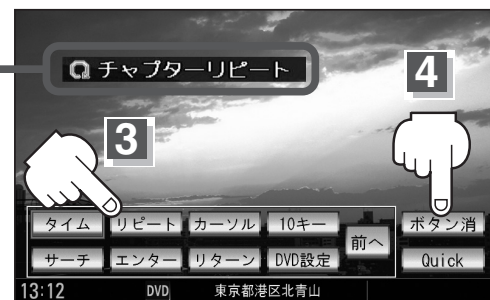 チャプターリピート
4
3
タイム リピート カーソル 10キー 前へ ボタン消
サーチ エンター リターン DVD設定 Quick
13:12 DVD 東京都港区北青山